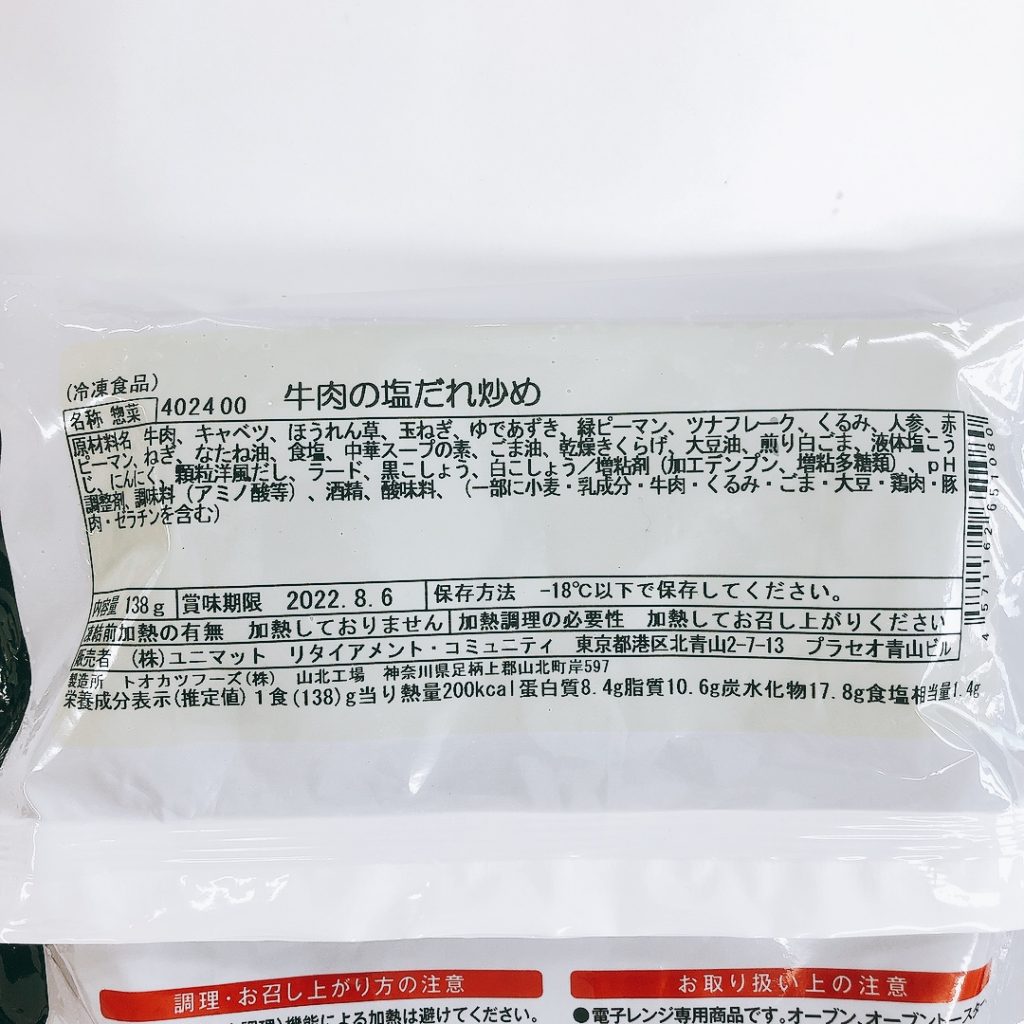 (冷凍食品)
名称 惣菜 402400 牛肉の塩だれ炒め
原材料名 牛肉、キャベツ、ほうれん草、玉ねぎ、ゆであずき、緑ピーマン、ツナフレーク、くるみ、人参、赤
ピーマン、ねぎ、なたね油、食塩、中華スープの素、ごま油、乾燥きくらげ、大豆油、煎り白ごま、液体塩こう
じ、にんにく、顆粒洋風だし、ラード、黒こしょう、白こしょう/増粘剤(加工デンプン、増粘多糖類)、pH
調整剤、調味料(アミノ酸等)、酒精、酸味料、(一部に小麦・乳成分・牛肉・くるみ・ごま・大豆・鶏肉・豚
肉・ゼラチンを含む)
内容量 138g 賞味期限 2022.8.6 保存方法 -18℃以下で保存してください。
凍結前加熱の有無 加熱しておりません 加熱調理の必要性 加熱してお召し上がりください
販売者 (株)ユニマット リタイアメント・コミュニティ 東京都港区北青山2-7-13 プラセオ青山ビル
製造所 トオカツフーズ(株) 山北工場 神奈川県足柄上郡山北町岸597
栄養成分表示(推定値)1食(138)g当り熱量200kcal蛋白質8.4g脂質10.6g炭水化物17.8g食塩相当量1.4g
調理・お召し上がり方の注意
機能による加熱は避けてください。
お取り扱い上の注意
●電子レンジ専用商品です。オーブン、オーブントースター